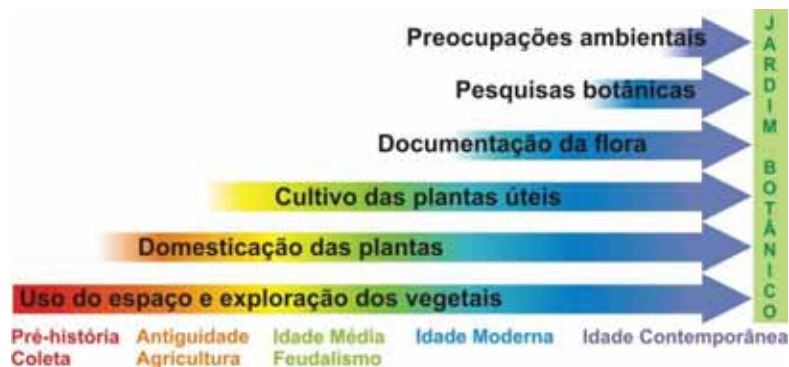 Preocupações ambientais
Pesquisas botânicas
Documentação da flora
Cultivo das plantas úteis
Domesticação das plantas
Uso do espaço e exploração dos vegetais
JARDIM BOTÂNICO
Pré-história Antiguidade Idade Média Idade Moderna Idade Contemporânea
Coleta Agricultura Feudalismo